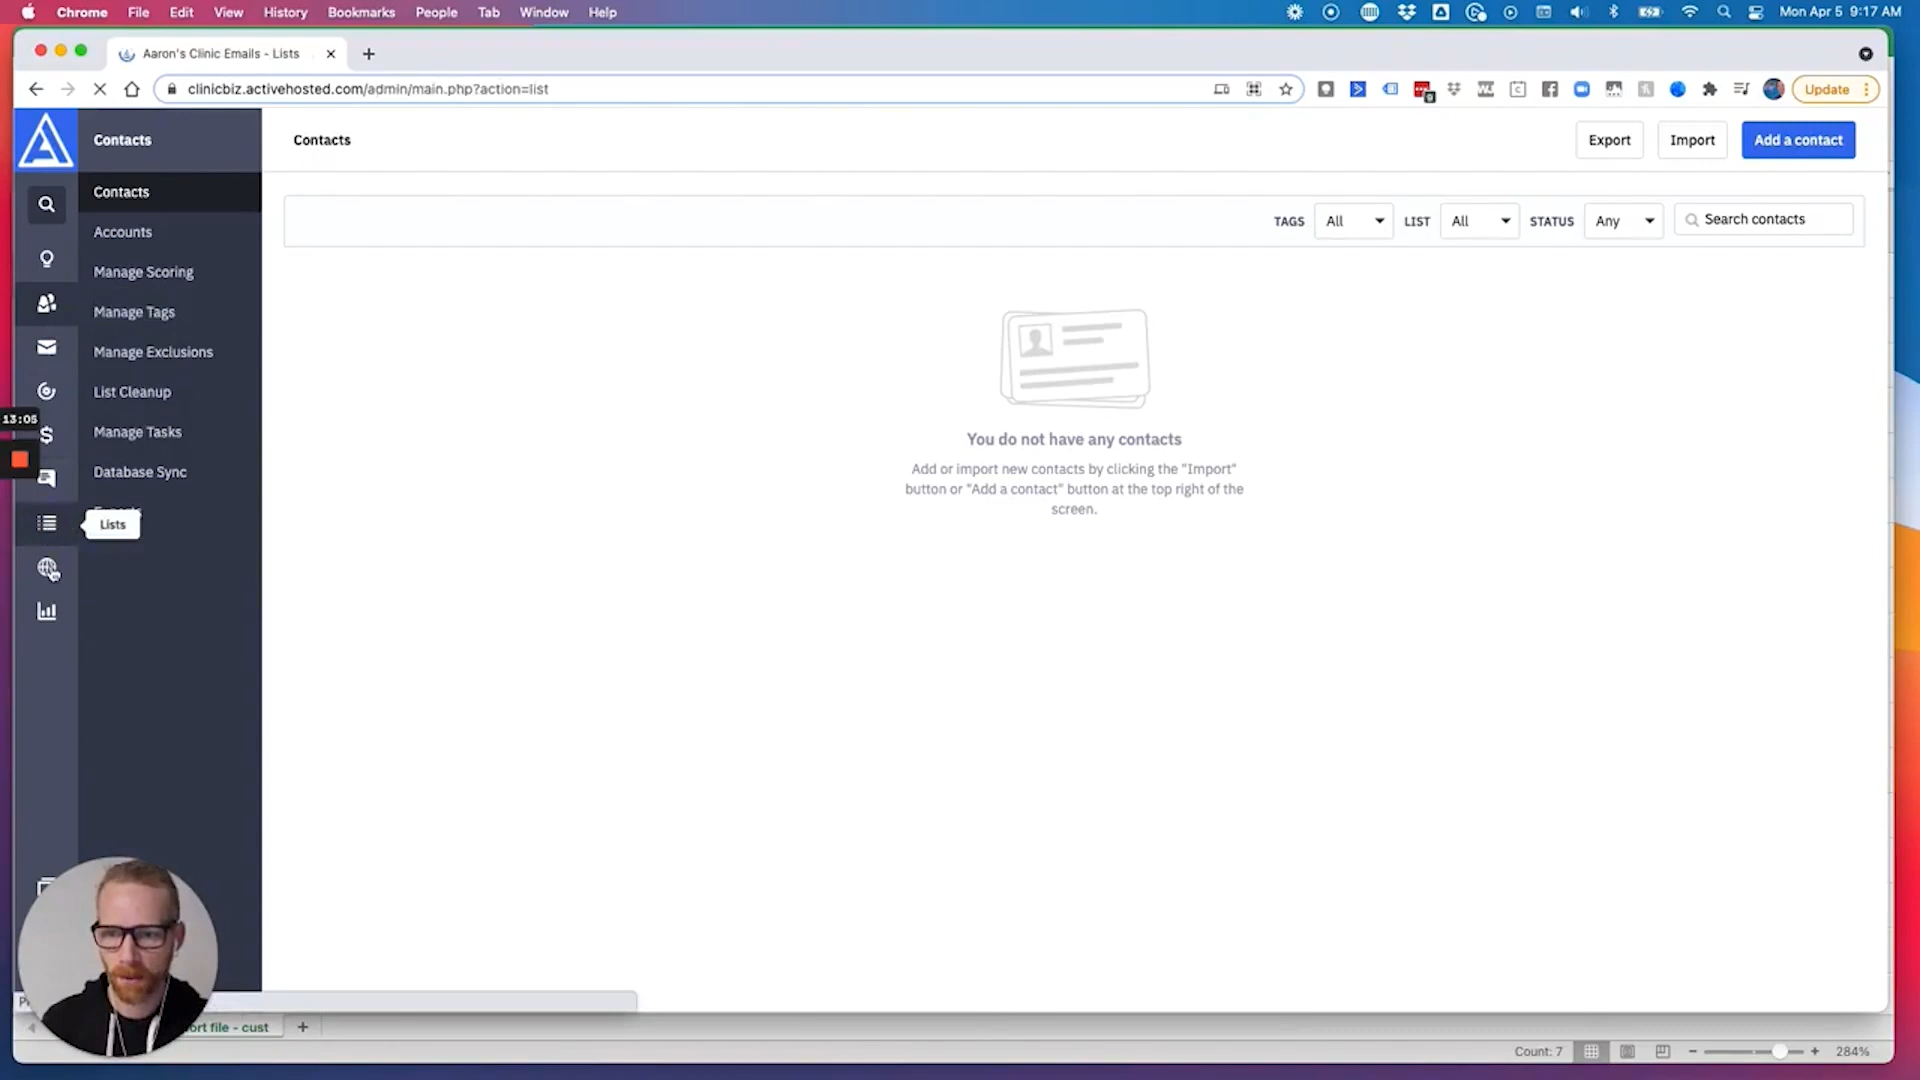 Chrome File Edit View History Bookmarks People Tab Window Help
Mon Apr 5 9:17 AM
Aaron's Clinic Emails - Lists
clinicbiz.activehosted.com/admin/main.php?action=list
Update
Contacts
Contacts
Export
Import
Add a contact
Contacts
TAGS All LIST All STATUS Any Search contacts
Accounts
Manage Scoring
Manage Tags
Manage Exclusions
List Cleanup
Manage Tasks
Database Sync
Lists
13:05
You do not have any contacts
Add or import new contacts by clicking the "Import"
button or "Add a contact" button at the top right of the
screen.
ort file - cust
Count: 7
284%